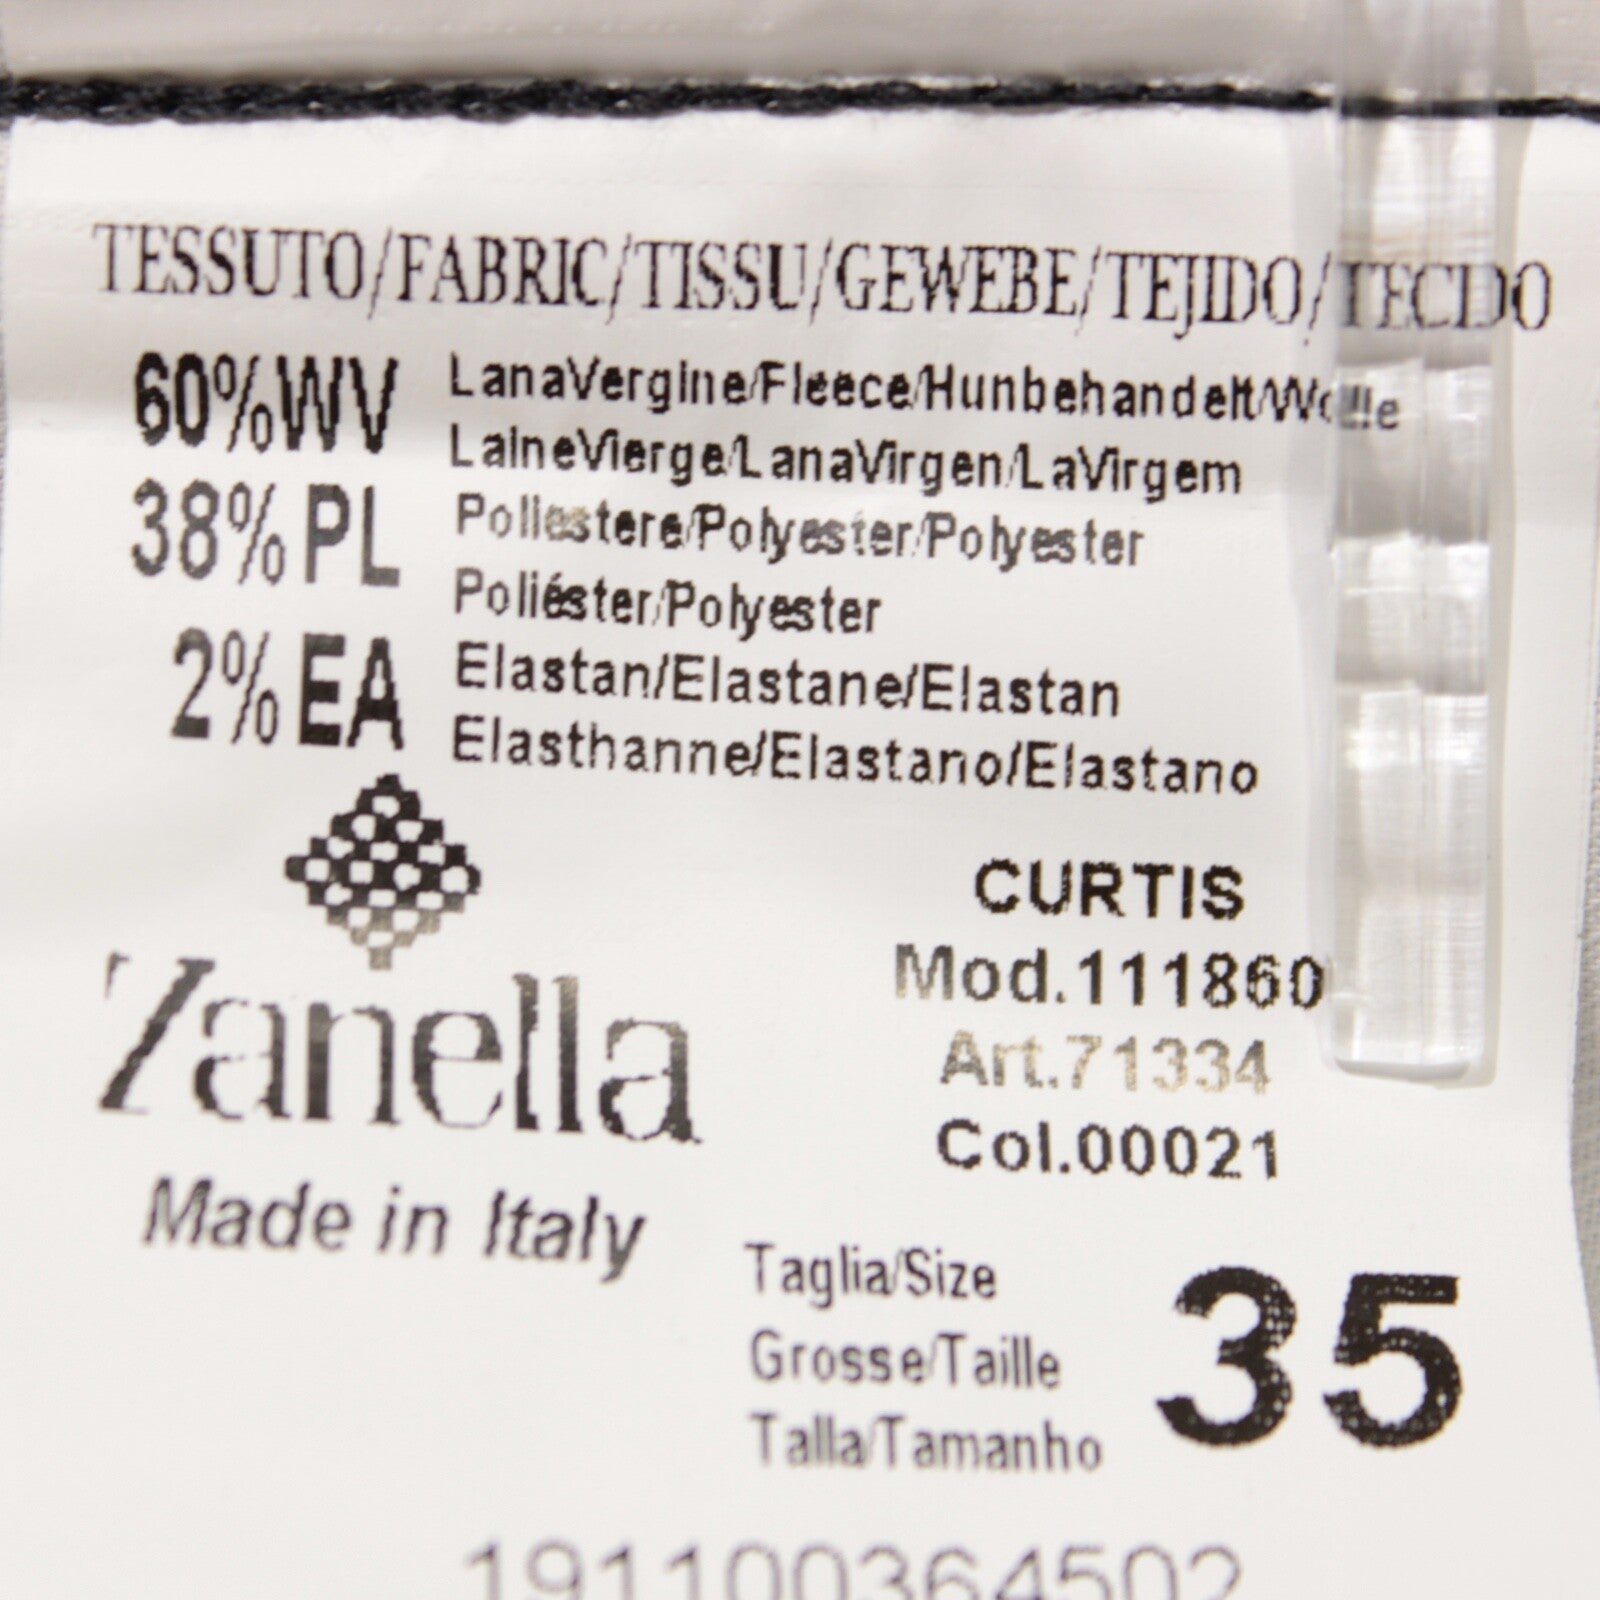 TESSUTO/FABRIC/TISSU/GEWEBE/TEJIDO/TECIDO
60%WV LanaVergine/Fleece/Hunbehandelt/Wolle
LaineVierge/LanaVirgen/LaVirgem
38%PL Poliestere/Polyester/Polyester
Poliéster/Polyester
2%EA Elastan/Elastane/Elastan
Elasthanne/Elastano/Elastano
Zanella
Made in Italy
CURTIS
Mod.111860
Art.71334
Col.00021
Taglia/Size
Grosse/Taille
Talla/Tamanho
35
191100364502